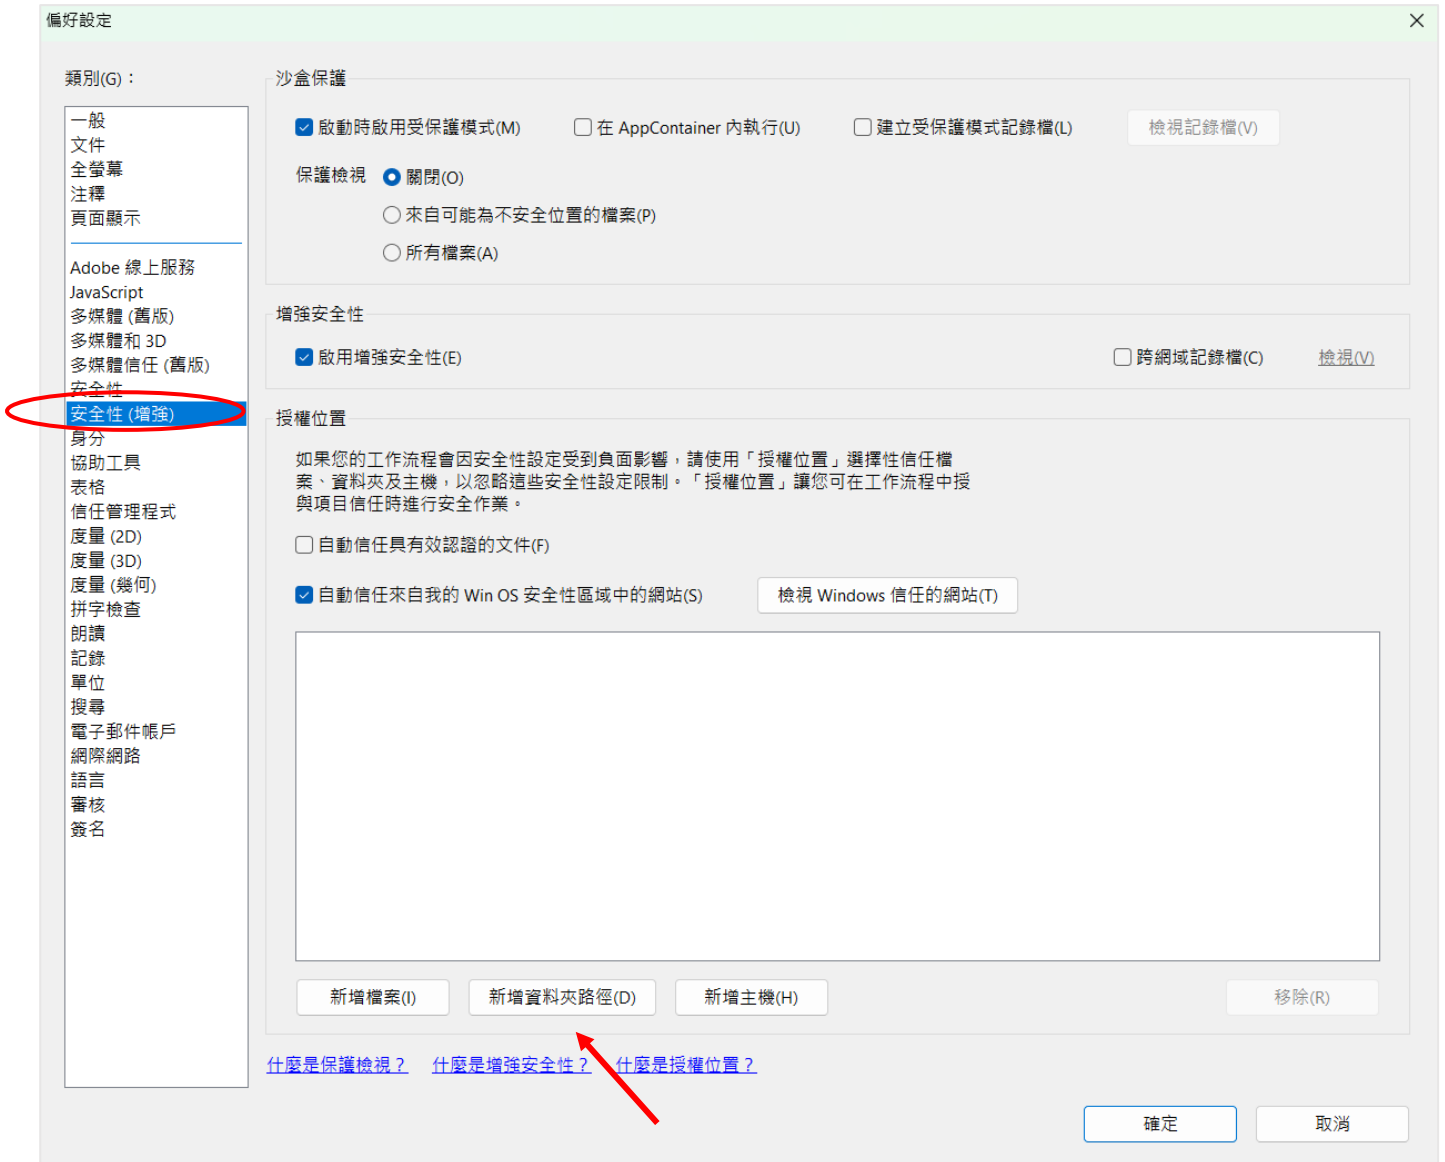 偏好設定
類別(G)：
一般
文件
全螢幕
注釋
頁面顯示
Adobe 線上服務
JavaScript
多媒體 (舊版)
多媒體和 3D
多媒體信任 (舊版)
安全性
安全性 (增強)
身分
協助工具
表格
信任管理程式
度量 (2D)
度量 (3D)
度量 (幾何)
拼字檢查
朗讀
記錄
單位
搜尋
電子郵件帳戶
網際網路
語言
審核
簽名
沙盒保護
啟動時啟用受保護模式(M) 在 AppContainer 內執行(U) 建立受保護模式記錄檔(L) 檢視記錄檔(V)
保護檢視 關閉(O)
來自可能為不安全位置的檔案(P)
所有檔案(A)
增強安全性
啟用增強安全性(E) 跨網域記錄檔(C) 檢視(V)
授權位置
如果您的工作流程會因安全性設定受到負面影響，請使用「授權位置」選擇性信任檔
案、資料夾及主機，以忽略這些安全性設定限制。「授權位置」讓您可在工作流程中授
與項目信任時進行安全作業。
自動信任具有效認證的文件(F)
自動信任來自我的 Win OS 安全性區域中的網站(S) 檢視 Windows 信任的網站(T)
新增檔案(I) 新增資料夾路徑(D) 新增主機(H) 移除(R)
什麼是保護檢視？ 什麼是增強安全性？ 什麼是授權位置？
確定 取消